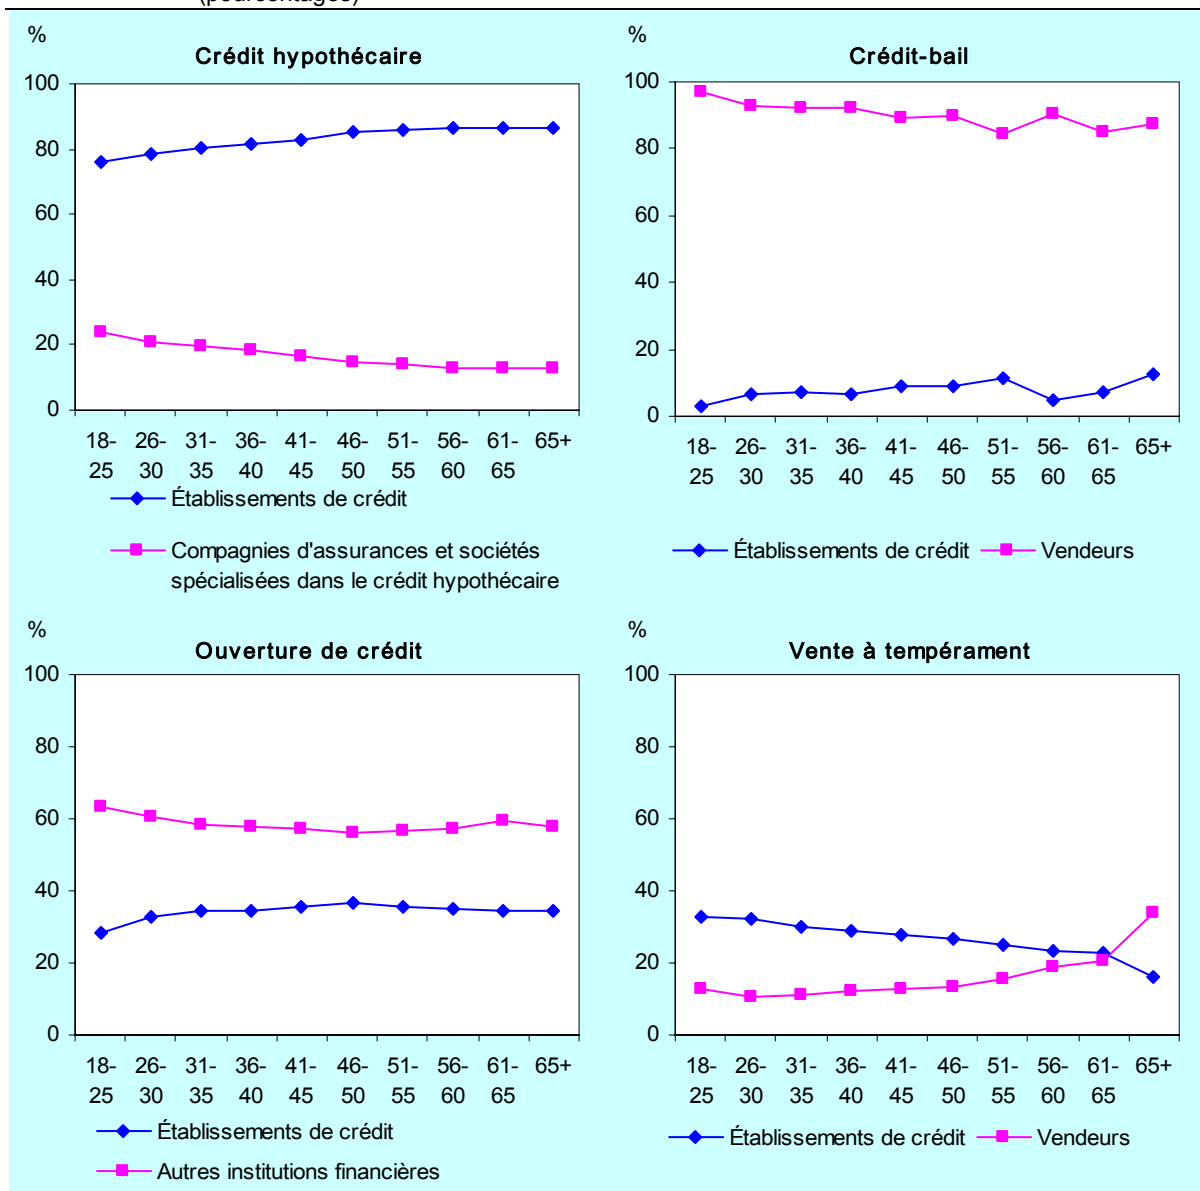 (pourcentages)
%
Crédit hypothécaire
100
80
60
40
20
0
18- 26- 31- 36- 41- 46- 51- 56- 61- 65+
25 30 35 40 45 50 55 60 65
Établissements de crédit
Compagnies d'assurances et sociétés
spécialisées dans le crédit hypothécaire
%
Crédit-bail
100
80
60
40
20
0
18- 26- 31- 36- 41- 46- 51- 56- 61- 65+
25 30 35 40 45 50 55 60 65
Établissements de crédit Vendeurs
%
Ouverture de crédit
100
80
60
40
20
0
18- 26- 31- 36- 41- 46- 51- 56- 61- 65+
25 30 35 40 45 50 55 60 65
Établissements de crédit
Autres institutions financières
%
Vente à tempérament
100
80
60
40
20
0
18- 26- 31- 36- 41- 46- 51- 56- 61- 65+
25 30 35 40 45 50 55 60 65
Établissements de crédit Vendeurs